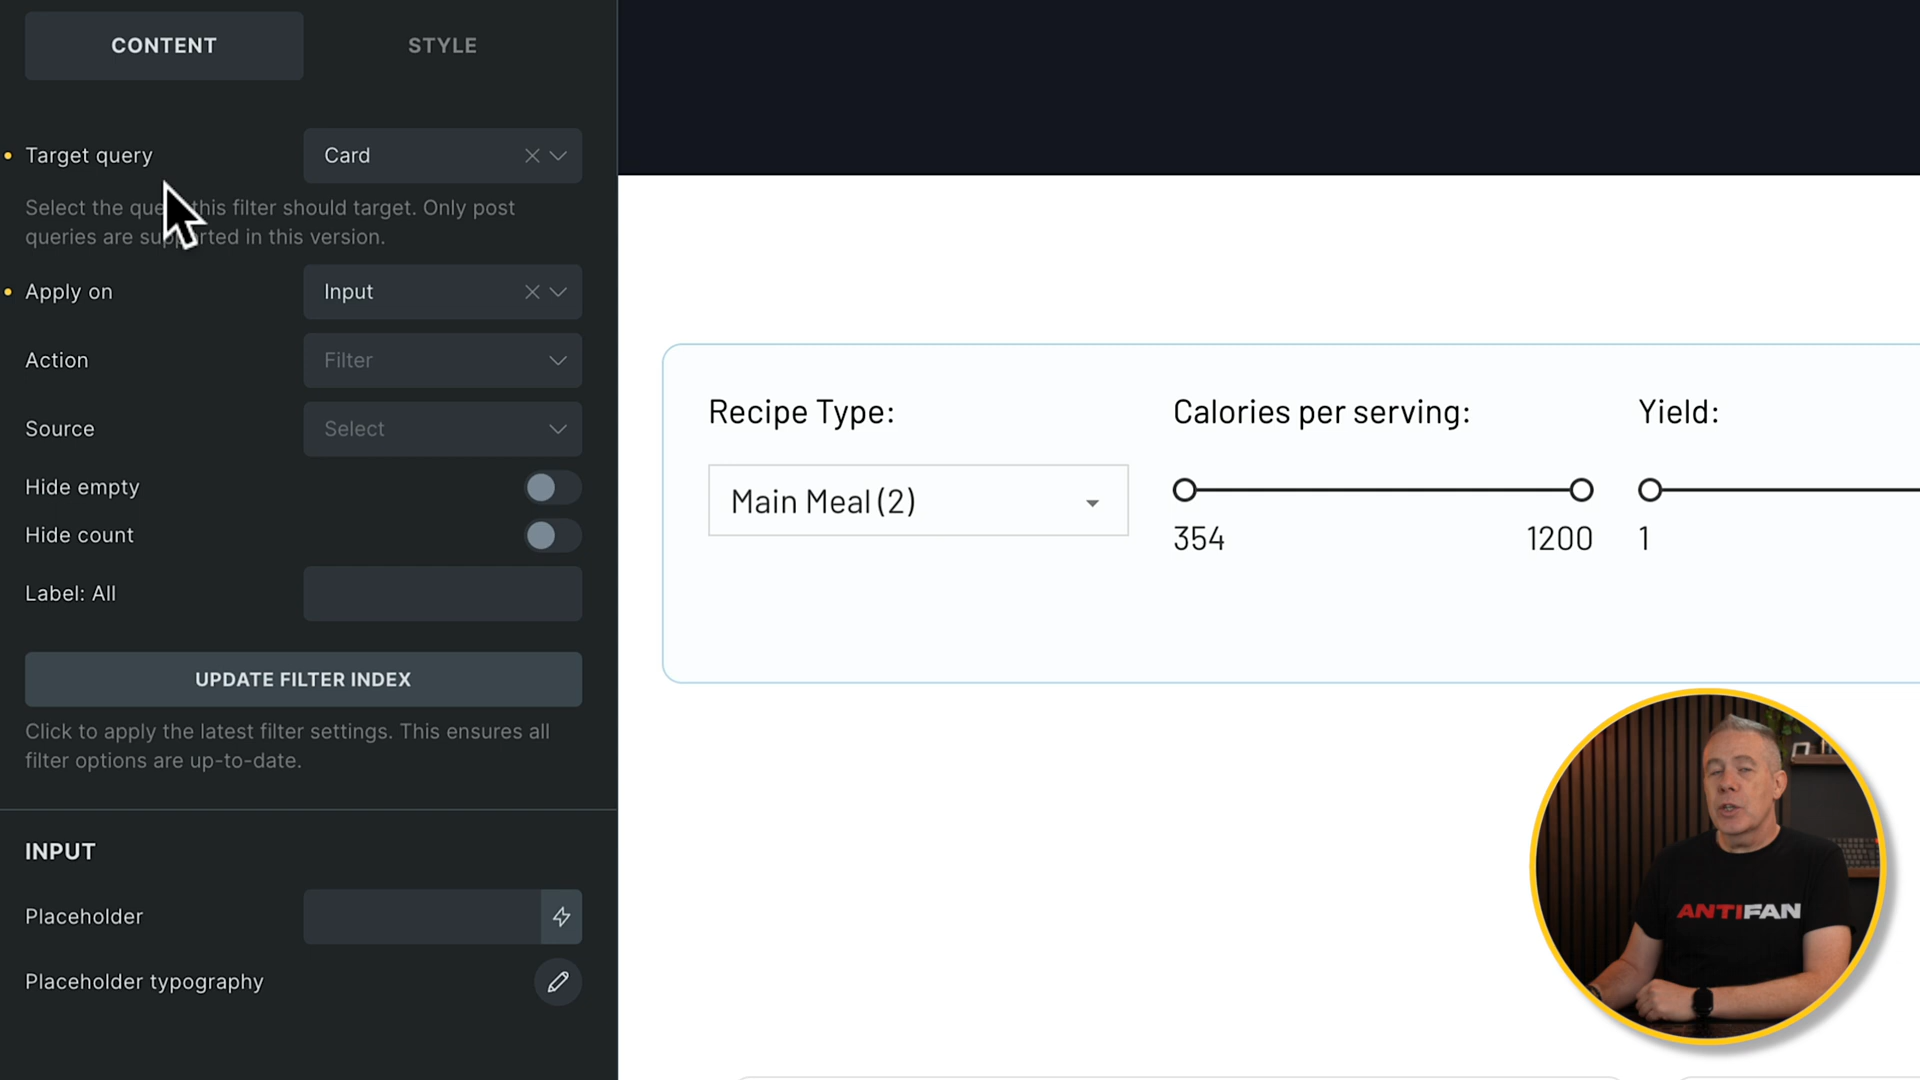 CONTENT
STYLE
Target query
Card
Select the que this filter should target. Only post
queries are supported in this version.
Apply on
Input
Action
Filter
Source
Select
Hide empty
Hide count
Label: All
UPDATE FILTER INDEX
Click to apply the latest filter settings. This ensures all
filter options are up-to-date.
INPUT
Placeholder
Placeholder typography
Recipe Type:
Main Meal (2)
Calories per serving:
354
1200
Yield:
1
ANTIFAN